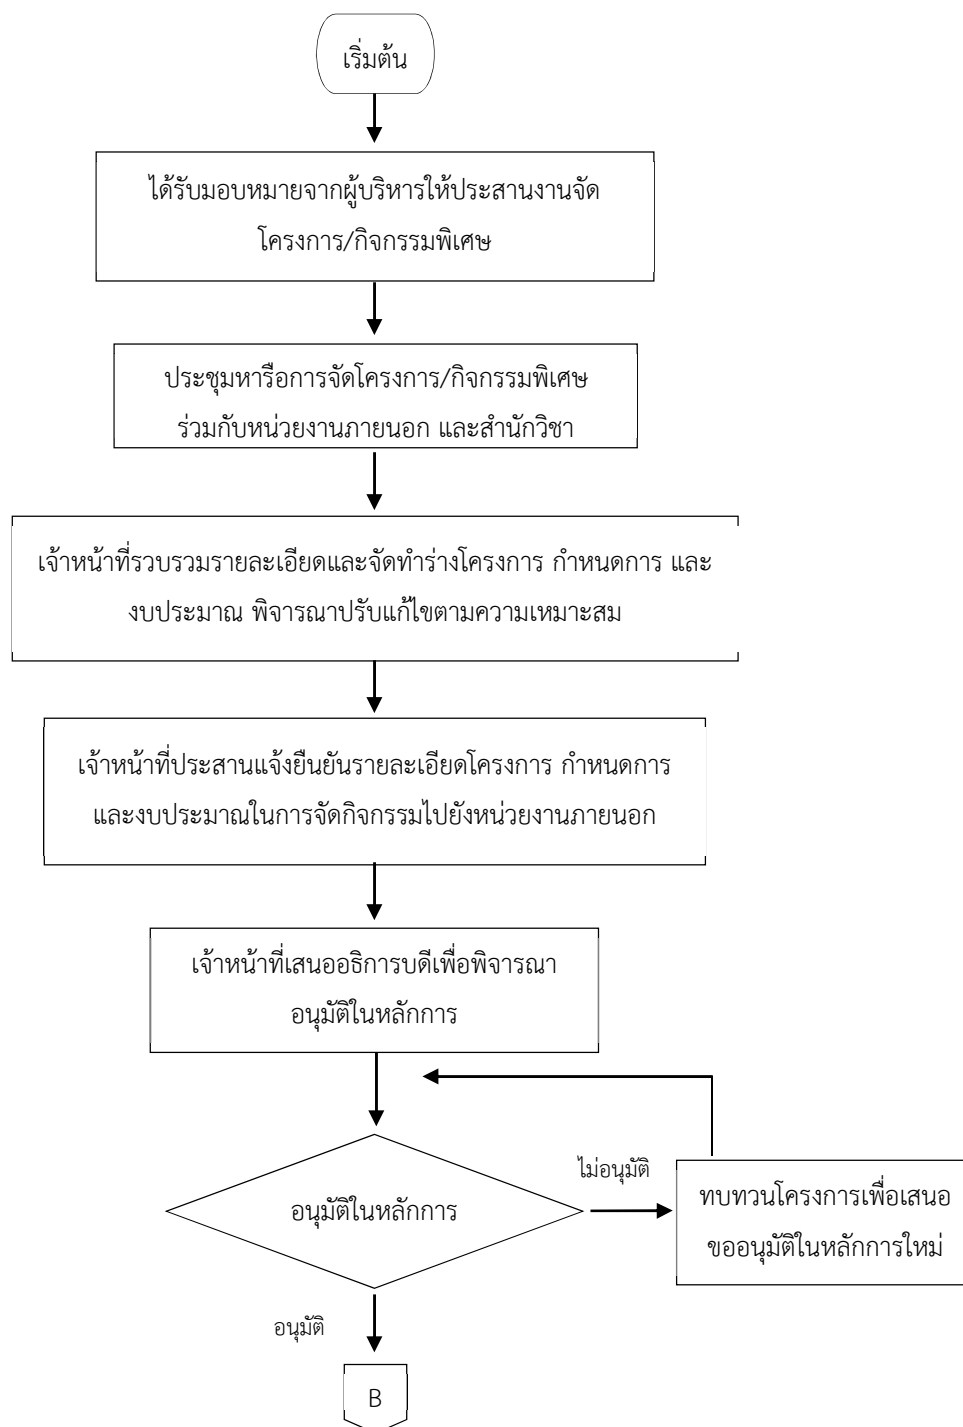 เริ่มต้น
ได้รับมอบหมายจากผู้บริหารให้ประสานงานจัด
โครงการ/กิจกรรมพิเศษ
ประชุมหารือการจัดโครงการ/กิจกรรมพิเศษ
ร่วมกับหน่วยงานภายนอก และสำนักวิชา
เจ้าหน้าที่รวบรวมรายละเอียดและจัดทำร่างโครงการ กำหนดการ และ
งบประมาณ พิจารณาปรับแก้ไขตามความเหมาะสม
เจ้าหน้าที่ประสานแจ้งยืนยันรายละเอียดโครงการ กำหนดการ
และงบประมาณในการจัดกิจกรรมไปยังหน่วยงานภายนอก
เจ้าหน้าที่เสนออธิการบดีเพื่อพิจารณา
อนุมัติในหลักการ
อนุมัติในหลักการ
ไม่อนุมัติ
ทบทวนโครงการเพื่อเสนอ
ขออนุมัติในหลักการใหม่
อนุมัติ
B